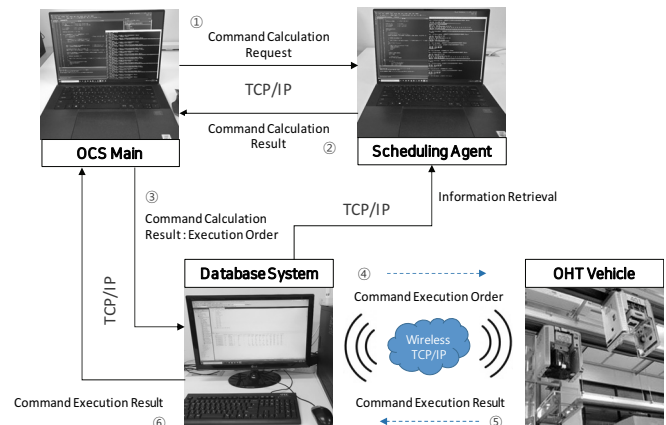 ①
Command Calculation
Request
TCP/IP
Command Calculation
Result
②
OCS Main
Scheduling Agent
③
Command Calculation
Result : Execution Order
TCP/IP
Information Retrieval
TCP/IP
Database System
④
OHT Vehicle
Command Execution Order
Wireless
TCP/IP
Command Execution Result
Command Execution Result
⑤
⑥